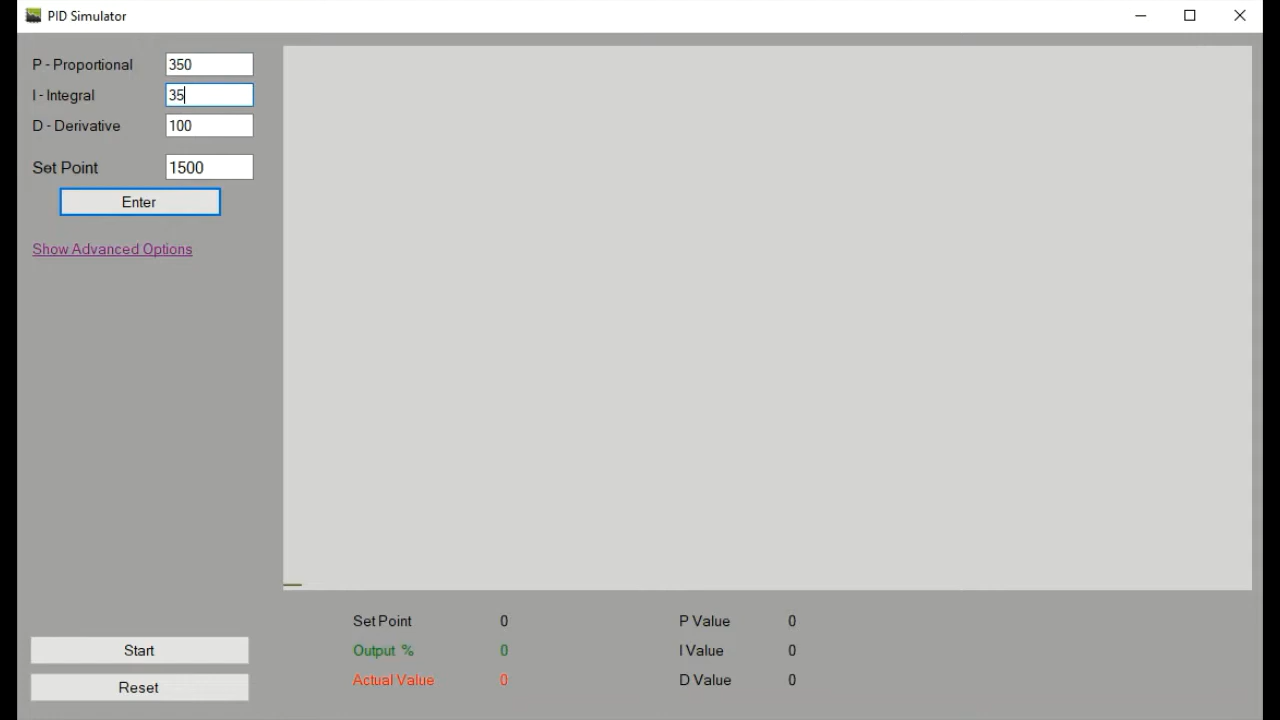 PID Simulator
P - Proportional 350
I - Integral 35
D - Derivative 100
Set Point 1500
Enter
Show Advanced Options
Start
Reset
Set Point 0 P Value 0
Output % 0 I Value 0
Actual Value 0 D Value 0